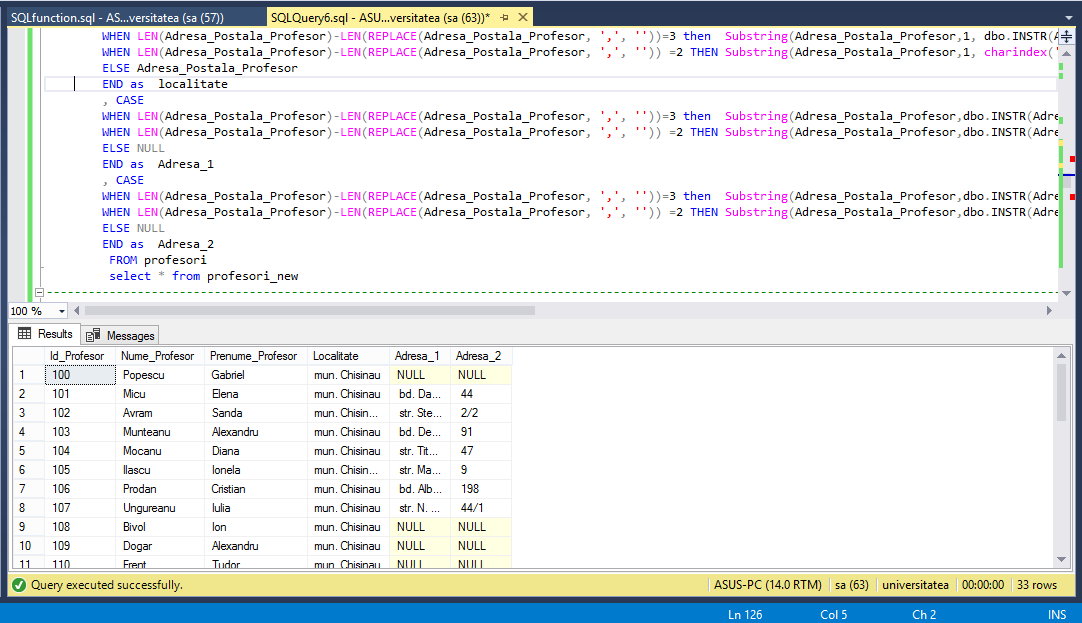 SQLfunction.sql - AS...versitatea (sa (57)) SQLQuery6.sql - ASU...versitatea (sa (63))*
WHEN LEN(Adresa_Postala_Profesor)-LEN(REPLACE(Adresa_Postala_Profesor, ',', ''))=3 then Substring(Adresa_Postala_Profesor,1, dbo.INSTR(A
WHEN LEN(Adresa_Postala_Profesor)-LEN(REPLACE(Adresa_Postala_Profesor, ',', '')) =2 THEN Substring(Adresa_Postala_Profesor,1, charindex('
ELSE Adresa_Postala_Profesor
END as localitate
, CASE
WHEN LEN(Adresa_Postala_Profesor)-LEN(REPLACE(Adresa_Postala_Profesor, ',', ''))=3 then Substring(Adresa_Postala_Profesor,dbo.INSTR(Adre
WHEN LEN(Adresa_Postala_Profesor)-LEN(REPLACE(Adresa_Postala_Profesor, ',', '')) =2 THEN Substring(Adresa_Postala_Profesor,dbo.INSTR(Adre
ELSE NULL
END as Adresa_1
, CASE
WHEN LEN(Adresa_Postala_Profesor)-LEN(REPLACE(Adresa_Postala_Profesor, ',', ''))=3 then Substring(Adresa_Postala_Profesor,dbo.INSTR(Adre
WHEN LEN(Adresa_Postala_Profesor)-LEN(REPLACE(Adresa_Postala_Profesor, ',', '')) =2 THEN Substring(Adresa_Postala_Profesor,dbo.INSTR(Adre
ELSE NULL
END as Adresa_2
FROM profesori
select * from profesori_new
100 %
Results Messages
Id_Profesor Nume_Profesor Prenume_Profesor Localitate Adresa_1 Adresa_2
1 100 Popescu Gabriel mun. Chisinau NULL NULL
2 101 Micu Elena mun. Chisinau bd. Da... 44
3 102 Avram Sanda mun. Chisin... str. Ste... 2/2
4 103 Munteanu Alexandru mun. Chisinau bd. De... 91
5 104 Mocanu Diana mun. Chisinau str. Tit... 47
6 105 Ilascu Ionela mun. Chisin... str. Ma... 9
7 106 Prodan Cristian mun. Chisinau bd. Alb... 198
8 107 Ungureanu Iulia mun. Chisinau str. N. ... 44/1
9 108 Bivol Ion mun. Chisinau NULL NULL
10 109 Dogar Alexandru mun. Chisinau NULL NULL
11 110 Frent Tudor mun. Chisinau NULL NULL
Query executed successfully. ASUS-PC (14.0 RTM) sa (63) universitatea 00:00:00 33 rows
Ln 126 Col 5 Ch 2 INS